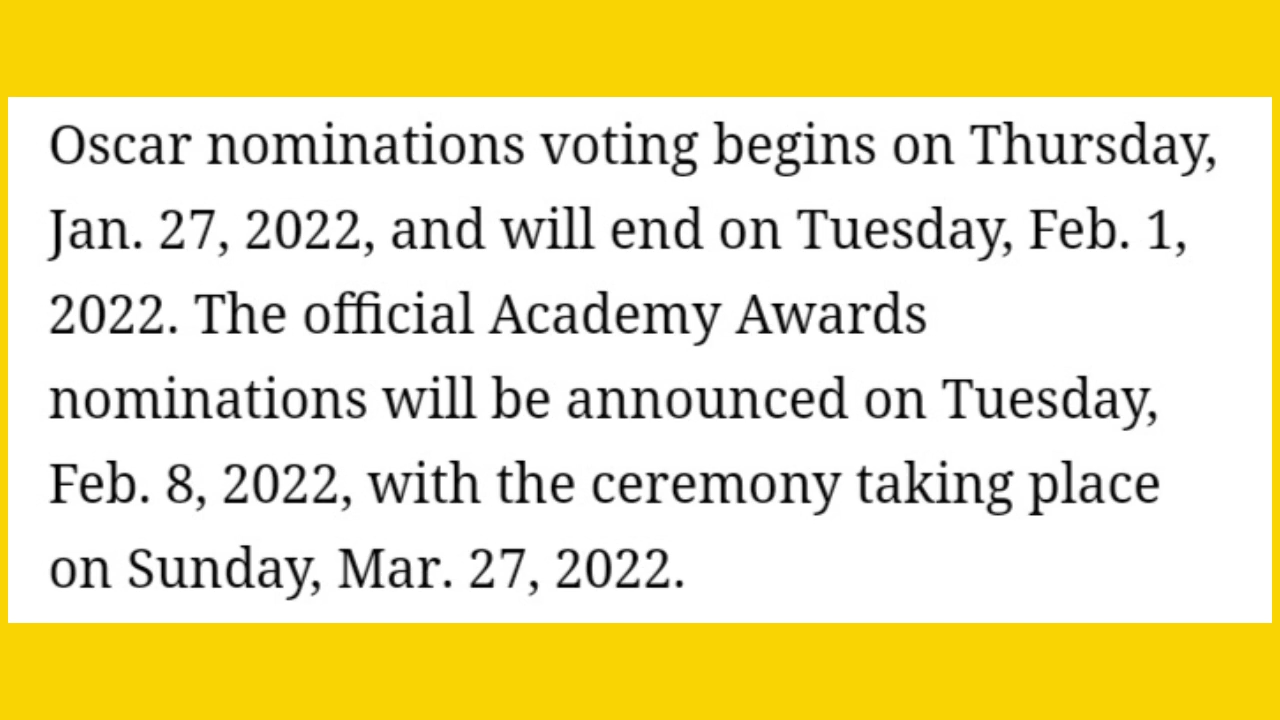 Oscar nominations voting begins on Thursday,
Jan. 27, 2022, and will end on Tuesday, Feb. 1,
2022. The official Academy Awards
nominations will be announced on Tuesday,
Feb. 8, 2022, with the ceremony taking place
on Sunday, Mar. 27, 2022.